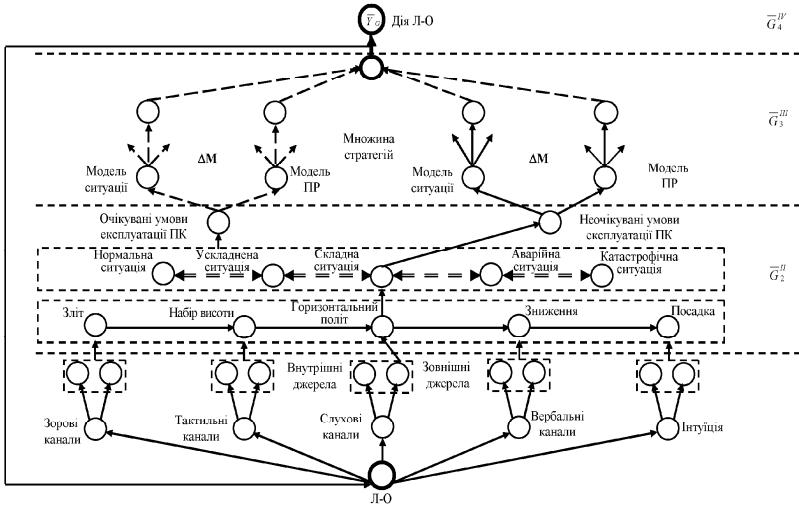 Y̅_G Дія Л-О
G̅₄ᴵⱽ
G̅₃ᴵᴵᴵ
Множина
стратегій
ΔМ
ΔМ
Модель
ситуації
Модель
ПР
Модель
ситуації
Модель
ПР
Очікувані умови
експлуатації ПК
Неочікувані умови
експлуатації ПК
Нормальна
ситуація
Ускладнена
ситуація
Складна
ситуація
Аварійна
ситуація
Катастрофічна
ситуація
G̅₂ᴵᴵ
Зліт
Набір висоти
Горизонтальний
політ
Зниження
Посадка
Внутрішні
джерела
Зовнішні
джерела
Зорові
канали
Тактильні
канали
Слухові
канали
Вербальні
канали
Інтуїція
Л-О